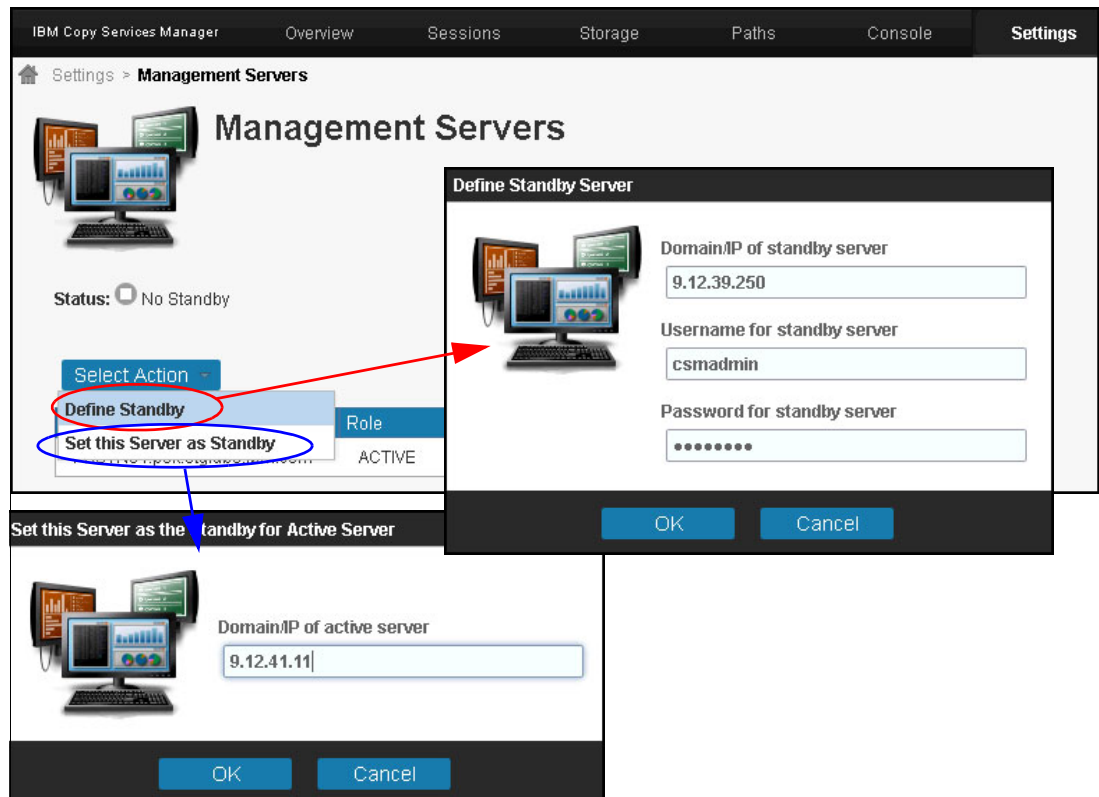 IBM Copy Services Manager Overview Sessions Storage Paths Console Settings
Settings > Management Servers
Management Servers
Status: No Standby
Select Action
Define Standby
Set this Server as Standby
Role
ACTIVE
Define Standby Server
Domain/IP of standby server
9.12.39.250
Username for standby server
csmadmin
Password for standby server
••••••••
OK Cancel
Set this Server as the Standby for Active Server
Domain/IP of active server
9.12.41.11
OK Cancel